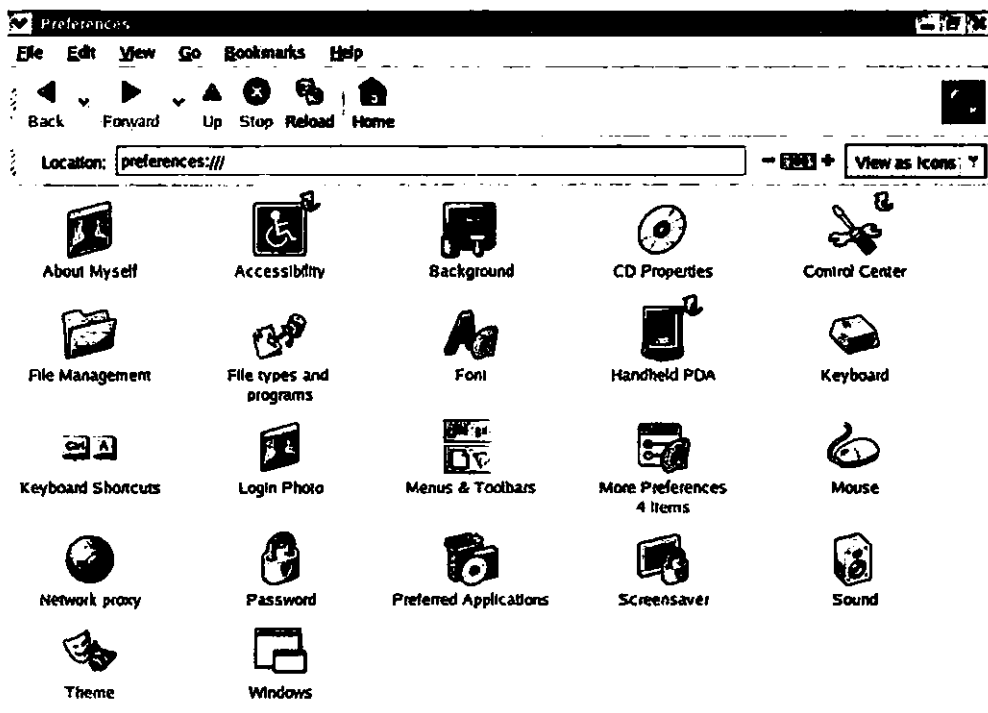 Preferences
File Edit View Go Bookmarks Help
Back Forward Up Stop Reload Home
Location: preferences:/// View as Icons
About Myself Accessibility Background CD Properties Control Center
File Management File types and programs Font Handheld PDA Keyboard
Ctrl A
Keyboard Shortcuts Login Photo Menus & Toolbars More Preferences Mouse
4 items
Network proxy Password Preferred Applications Screensaver Sound
Theme Windows